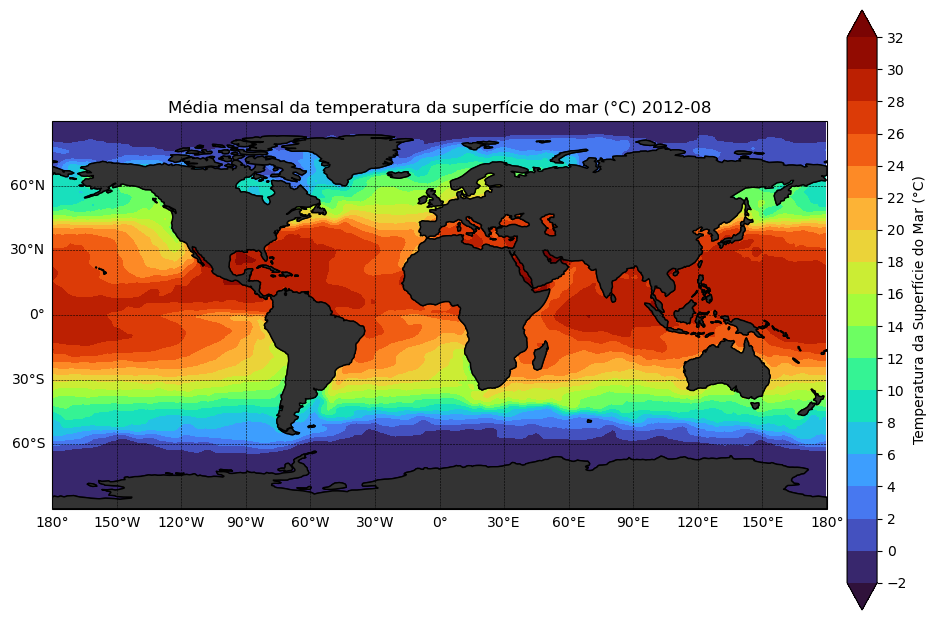 Média mensal da temperatura da superfície do mar (°C) 2012-08
60°N
30°N
0°
30°S
60°S
180° 150°W 120°W 90°W 60°W 30°W 0° 30°E 60°E 90°E 120°E 150°E 180°
32
30
28
26
24
22
20
18
16
14
12
10
8
6
4
2
0
−2
Temperatura da Superfície do Mar (°C)